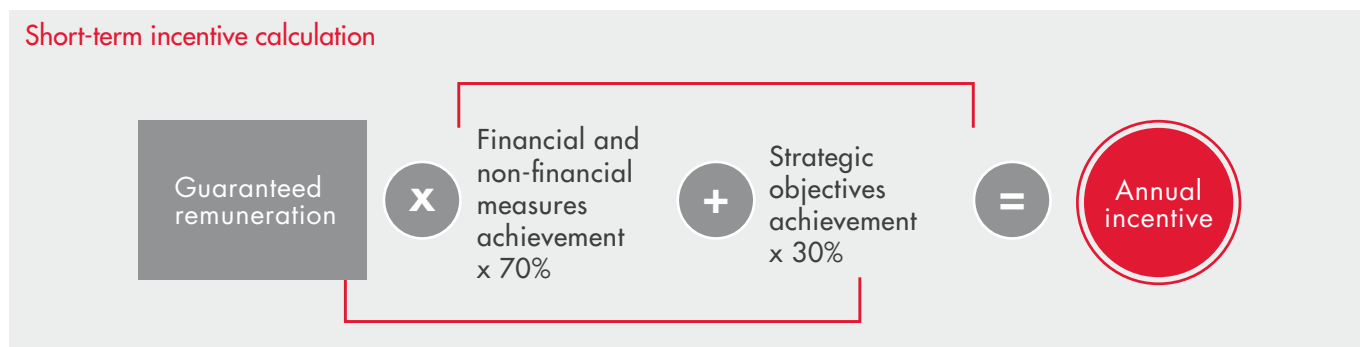 Short-term incentive calculation
Guaranteed
remuneration
x
Financial and
non-financial
measures
achievement
x 70%
+
Strategic
objectives
achievement
x 30%
=
Annual
incentive